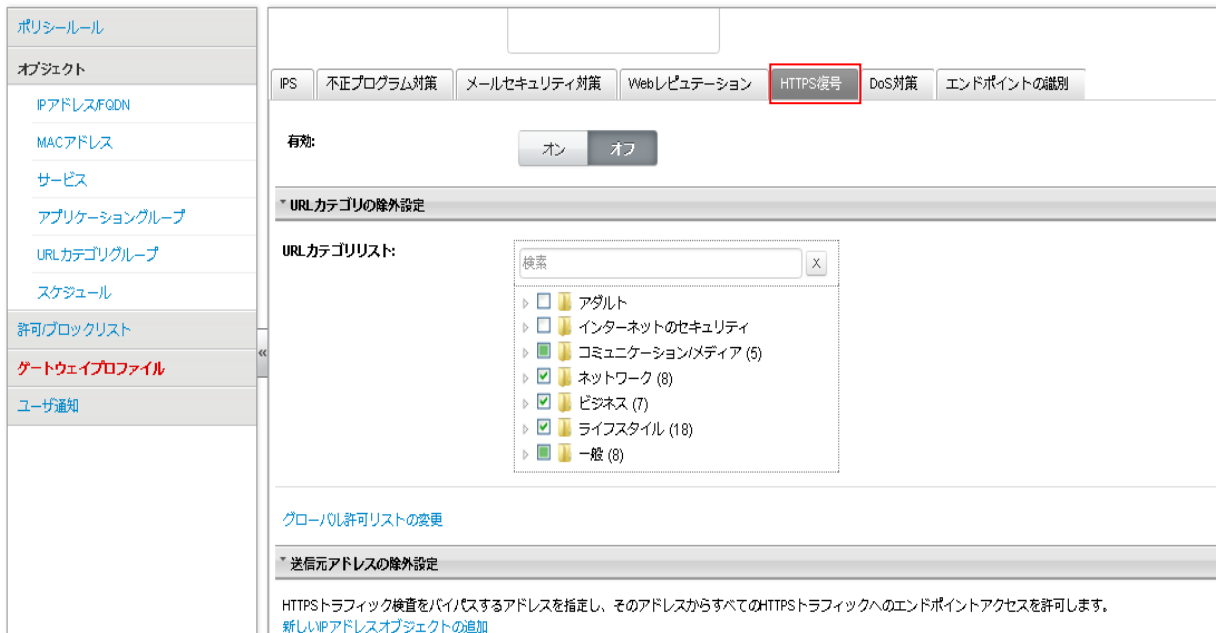 ポリシールール
オブジェクト
IPアドレス/FQDN
MACアドレス
サービス
アプリケーショングループ
URLカテゴリグループ
スケジュール
許可/ブロックリスト
ゲートウェイプロファイル
ユーザ通知
«
IPS 不正プログラム対策 メールセキュリティ対策 Webレピュテーション HTTPS復号 DoS対策 エンドポイントの識別
有効: オン オフ
URLカテゴリの除外設定
URLカテゴリリスト:
検索 X
アダルト
インターネットのセキュリティ
コミュニケーション/メディア (5)
ネットワーク (8)
ビジネス (7)
ライフスタイル (18)
一般 (8)
グローバル許可リストの変更
送信元アドレスの除外設定
HTTPSトラフィック検査をバイパスするアドレスを指定し、そのアドレスからすべてのHTTPSトラフィックへのエンドポイントアクセスを許可します。
新しいIPアドレスオブジェクトの追加